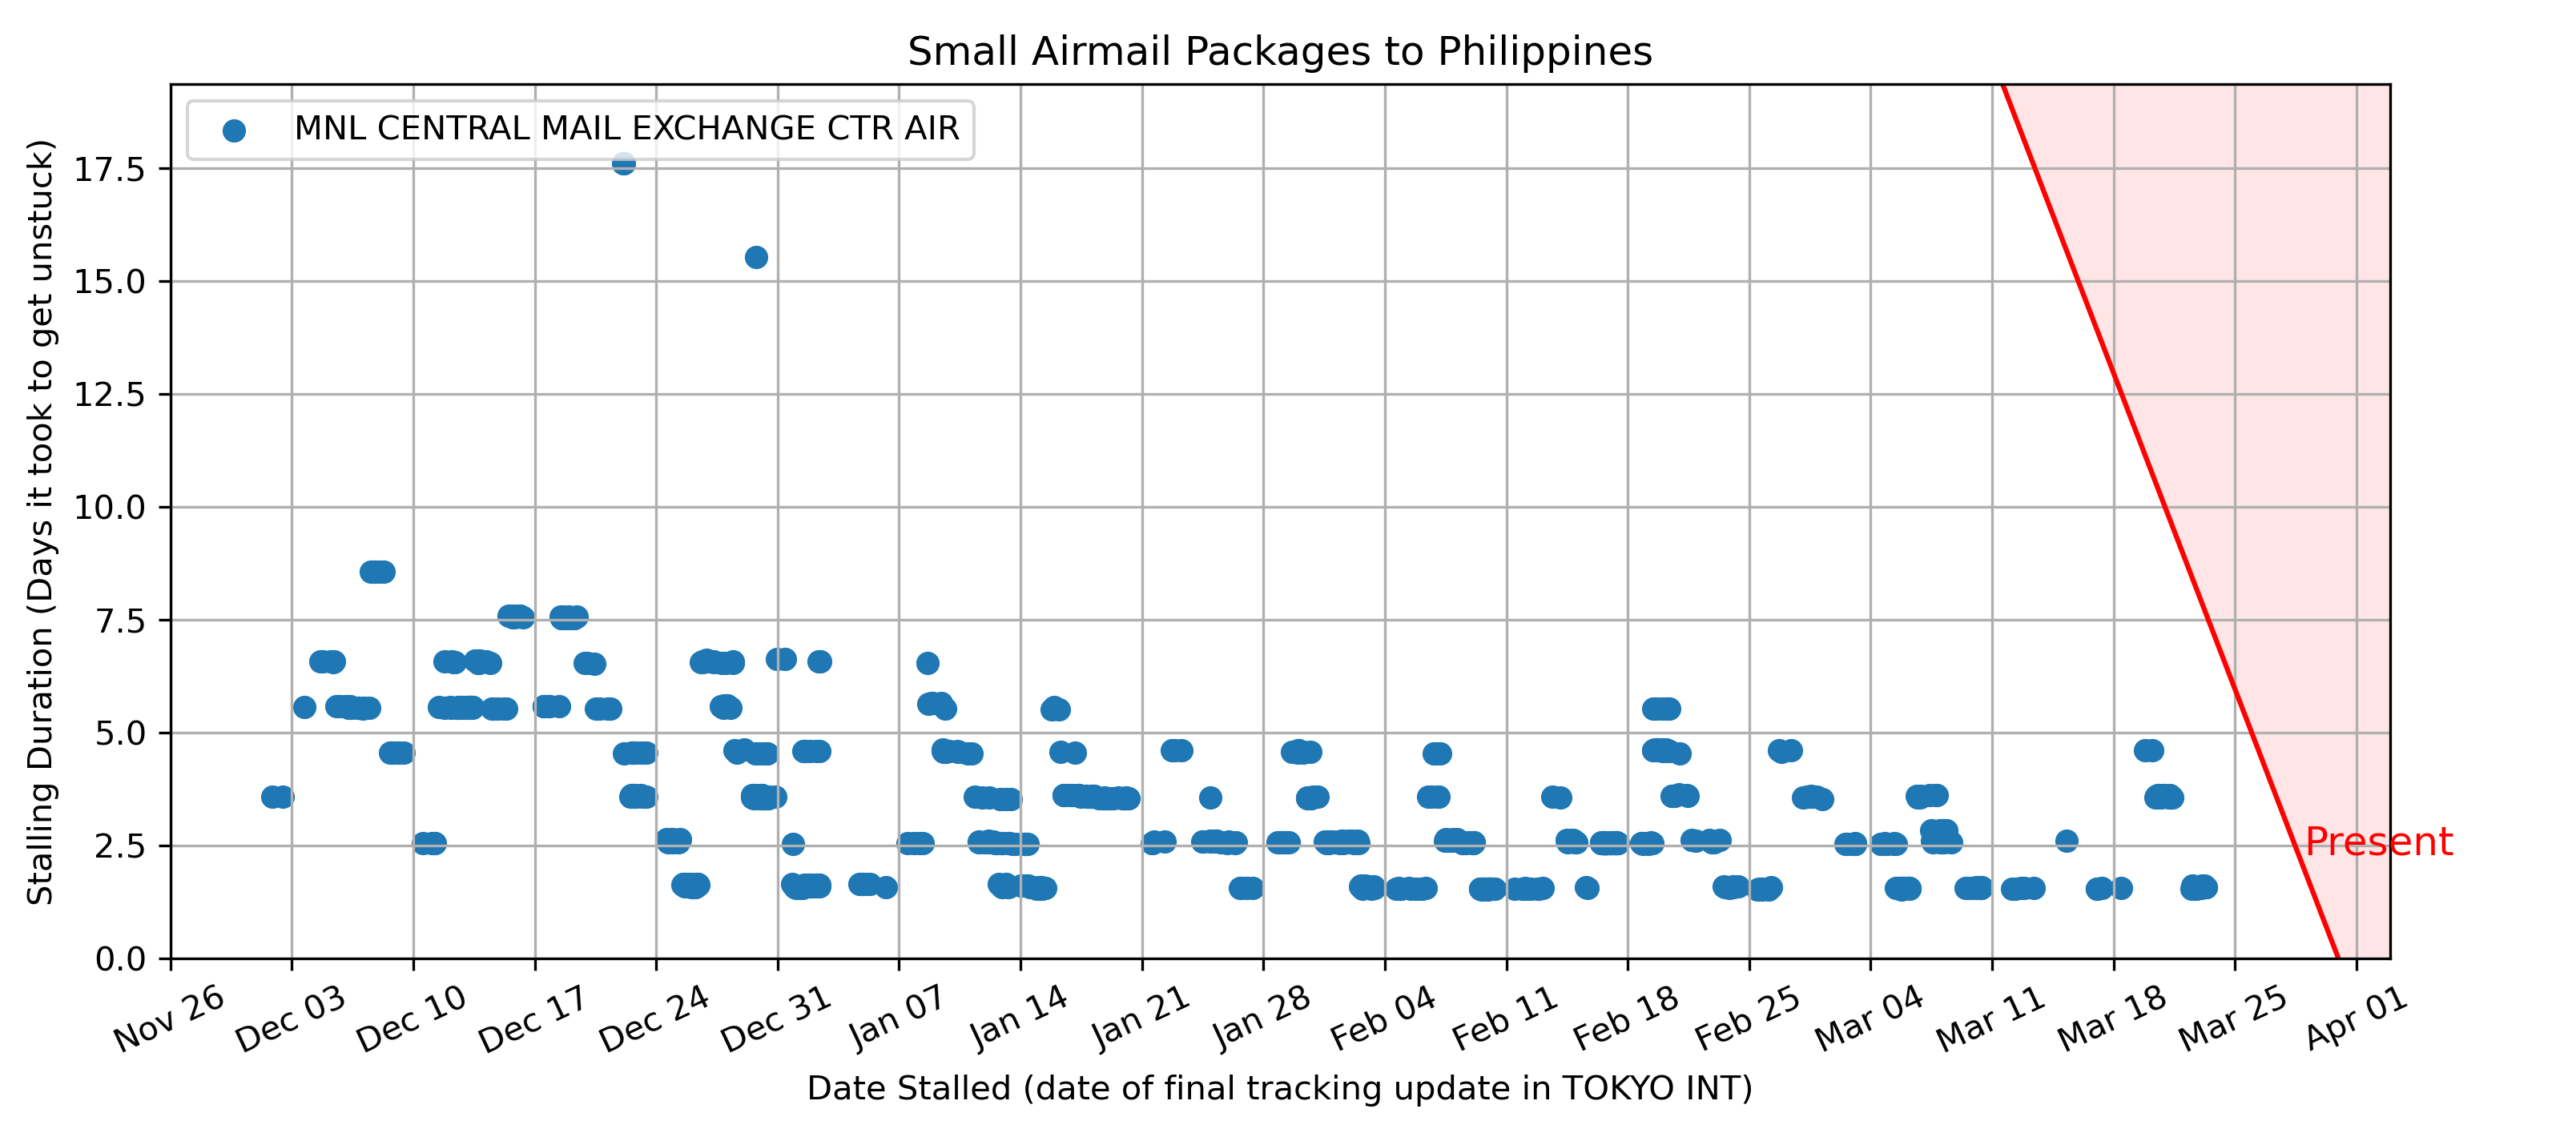 Small Airmail Packages to Philippines
MNL CENTRAL MAIL EXCHANGE CTR AIR
Stalling Duration (Days it took to get unstuck)
17.5
15.0
12.5
10.0
7.5
5.0
2.5
0.0
Present
Nov 26
Dec 03
Dec 10
Dec 17
Dec 24
Dec 31
Jan 07
Jan 14
Jan 21
Jan 28
Feb 04
Feb 11
Feb 18
Feb 25
Mar 04
Mar 11
Mar 18
Mar 25
Apr 01
Date Stalled (date of final tracking update in TOKYO INT)